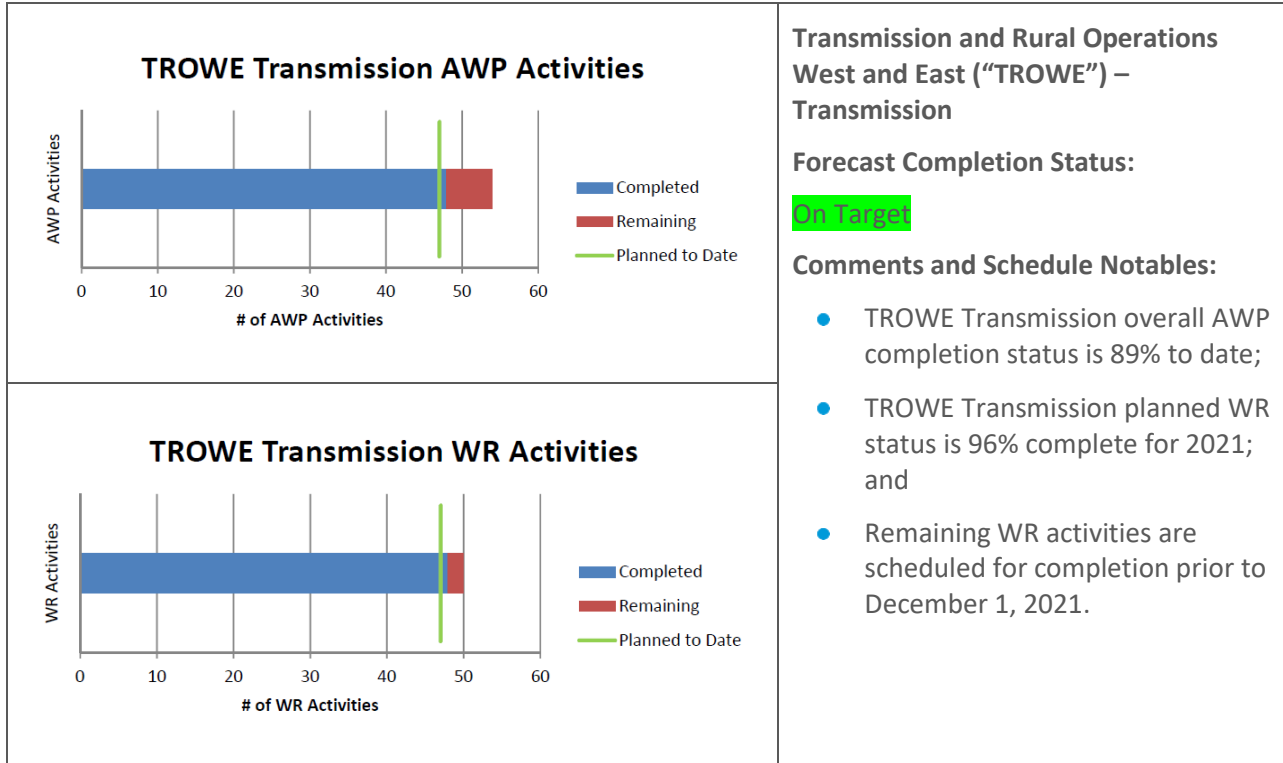 TROWE Transmission AWP Activities
AWP Activities
Completed
Remaining
Planned to Date
0 10 20 30 40 50 60
# of AWP Activities
TROWE Transmission WR Activities
WR Activities
Completed
Remaining
Planned to Date
0 10 20 30 40 50 60
# of WR Activities
Transmission and Rural Operations
West and East (“TROWE”) –
Transmission
Forecast Completion Status:
On Target
Comments and Schedule Notables:
● TROWE Transmission overall AWP
completion status is 89% to date;
● TROWE Transmission planned WR
status is 96% complete for 2021;
and
● Remaining WR activities are
scheduled for completion prior to
December 1, 2021.